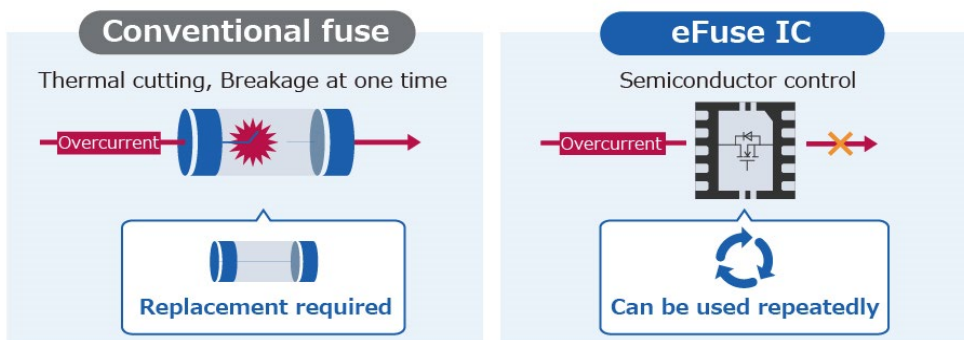 Conventional fuse
Thermal cutting, Breakage at one time
Overcurrent
Replacement required
eFuse IC
Semiconductor control
Overcurrent
Can be used repeatedly